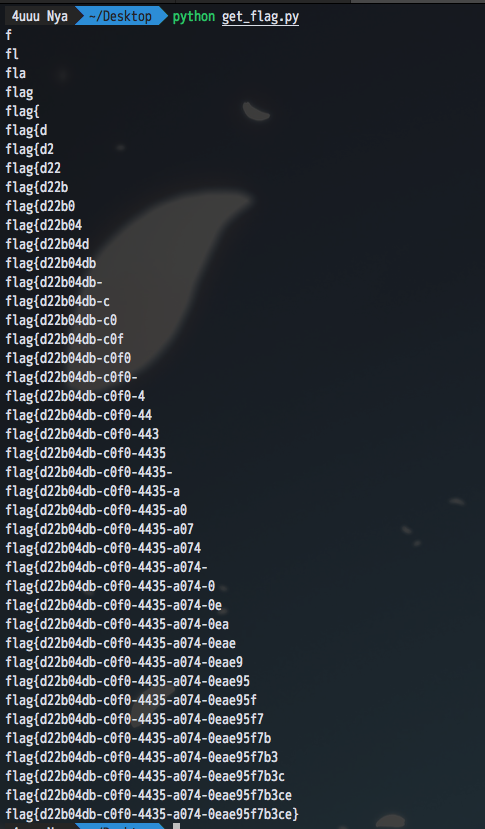 4uuu Nya ~/Desktop python get_flag.py
f
fl
fla
flag
flag{
flag{d
flag{d2
flag{d22
flag{d22b
flag{d22b0
flag{d22b04
flag{d22b04d
flag{d22b04db
flag{d22b04db-
flag{d22b04db-c
flag{d22b04db-c0
flag{d22b04db-c0f
flag{d22b04db-c0f0
flag{d22b04db-c0f0-
flag{d22b04db-c0f0-4
flag{d22b04db-c0f0-44
flag{d22b04db-c0f0-443
flag{d22b04db-c0f0-4435
flag{d22b04db-c0f0-4435-
flag{d22b04db-c0f0-4435-a
flag{d22b04db-c0f0-4435-a0
flag{d22b04db-c0f0-4435-a07
flag{d22b04db-c0f0-4435-a074
flag{d22b04db-c0f0-4435-a074-
flag{d22b04db-c0f0-4435-a074-0
flag{d22b04db-c0f0-4435-a074-0e
flag{d22b04db-c0f0-4435-a074-0ea
flag{d22b04db-c0f0-4435-a074-0eae
flag{d22b04db-c0f0-4435-a074-0eae9
flag{d22b04db-c0f0-4435-a074-0eae95
flag{d22b04db-c0f0-4435-a074-0eae95f
flag{d22b04db-c0f0-4435-a074-0eae95f7
flag{d22b04db-c0f0-4435-a074-0eae95f7b
flag{d22b04db-c0f0-4435-a074-0eae95f7b3
flag{d22b04db-c0f0-4435-a074-0eae95f7b3c
flag{d22b04db-c0f0-4435-a074-0eae95f7b3ce
flag{d22b04db-c0f0-4435-a074-0eae95f7b3ce}
4uuu Nya ~/Desktop